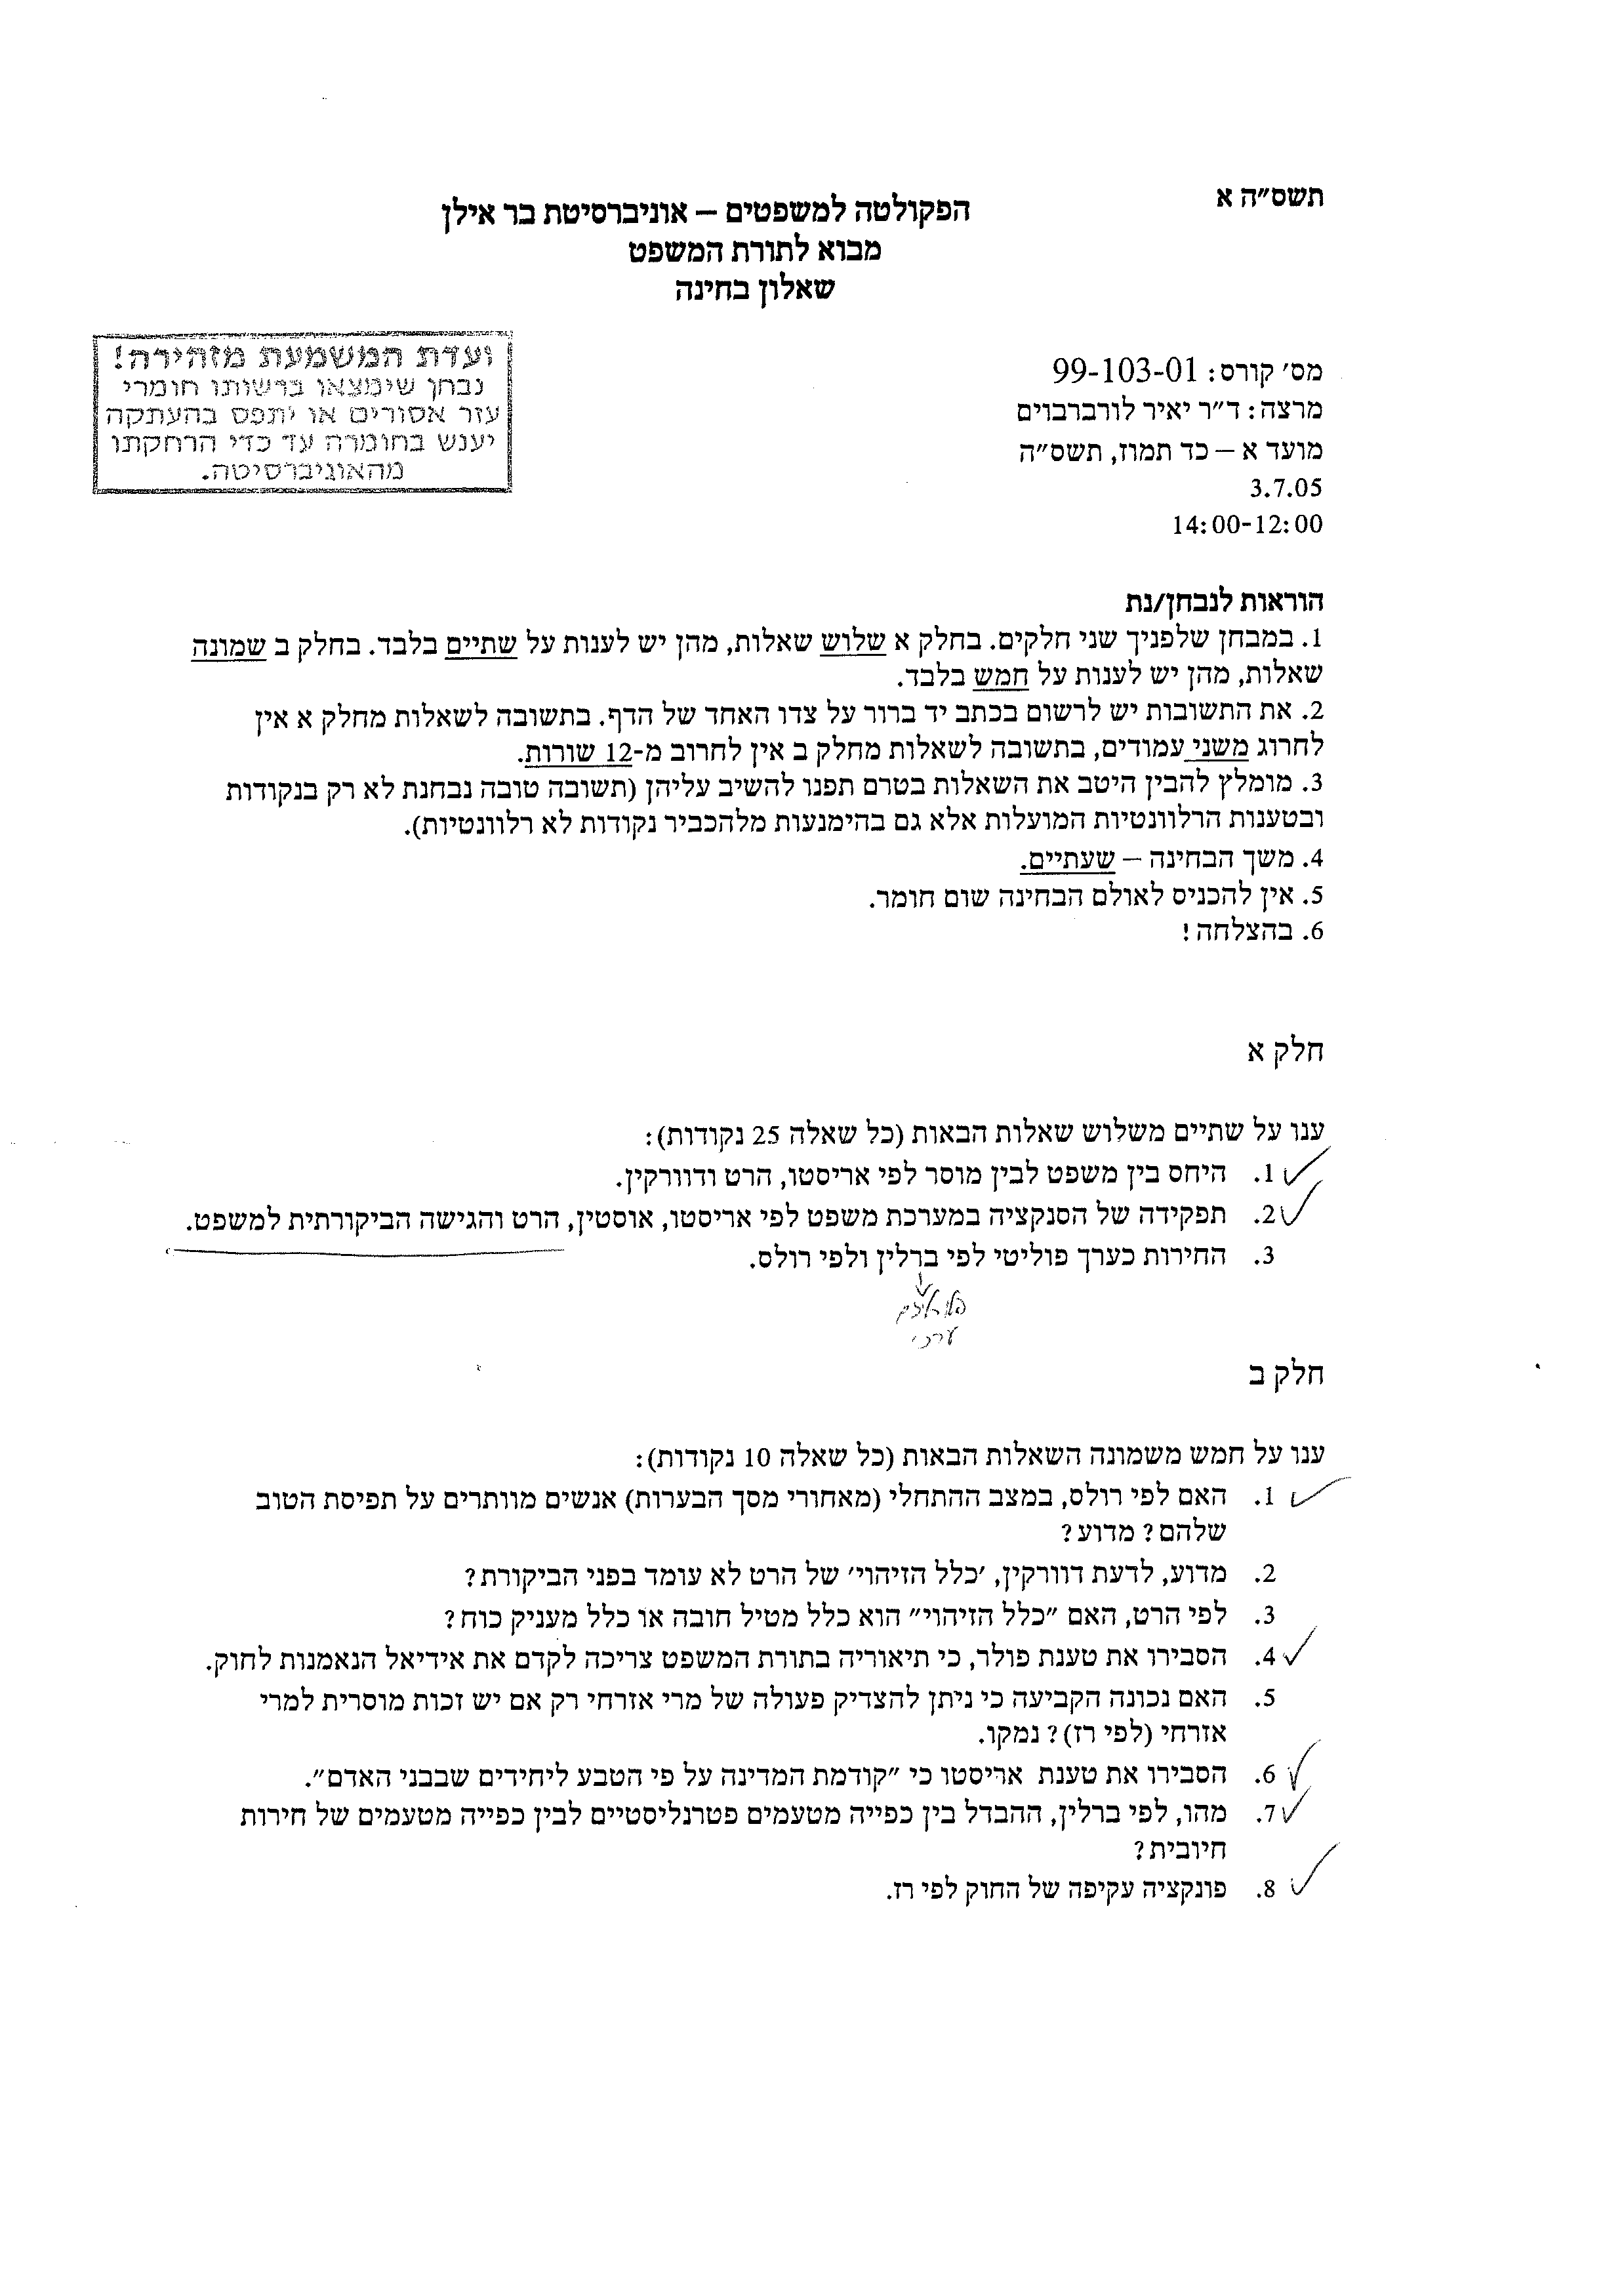 תשס״ה א
הפקולטה למשפטים – אוניברסיטת בר אילן
מבוא לתורת המשפט
שאלון בחינה
ועדת המשמעת מזהירה!
נבחן שימצאו ברשותו חומרי
עזר אסורים או יתפס בהעתקה
יענש בחומרה עד כדי הרחקתו
מהאוניברסיטה.
מס׳ קורס: 99-103-01
מרצה: ד״ר יאיר לורברבוים
מועד א – כד תמוז, תשס״ה
3.7.05
14:00-12:00
הוראות לנבחן/נת
1. במבחן שלפניך שני חלקים. בחלק א שלוש שאלות, מהן יש לענות על שתיים בלבד. בחלק ב שמונה
שאלות, מהן יש לענות על חמש בלבד.
2. את התשובות יש לרשום בכתב יד ברור על צדו האחד של הדף. בתשובה לשאלות מחלק א אין
לחרוג משני עמודים, בתשובה לשאלות מחלק ב אין לחרוב מ-12 שורות.
3. מומלץ להבין היטב את השאלות בטרם תפנו להשיב עליהן (תשובה טובה נבחנת לא רק בנקודות
ובטענות הרלוונטיות המועלות אלא גם בהימנעות מלהכביר נקודות לא רלוונטיות).
4. משך הבחינה – שעתיים.
5. אין להכניס לאולם הבחינה שום חומר.
6. בהצלחה!
חלק א
ענו על שתיים משלוש שאלות הבאות (כל שאלה 25 נקודות):
1. היחס בין משפט לבין מוסר לפי אריסטו, הרט ודוורקין.
2. תפקידה של הסנקציה במערכת משפט לפי אריסטו, אוסטין, הרט והגישה הביקורתית למשפט.
3. החירות כערך פוליטי לפי ברלין ולפי רולס.
ערכי
חלק ב
ענו על חמש משמונה השאלות הבאות (כל שאלה 10 נקודות):
1. האם לפי רולס, במצב ההתחלי (מאחורי מסך הבערות) אנשים מוותרים על תפיסת הטוב
שלהם? מדוע?
2. מדוע, לדעת דוורקין, ׳כלל הזיהוי׳ של הרט לא עומד בפני הביקורת?
3. לפי הרט, האם ״כלל הזיהוי״ הוא כלל מטיל חובה או כלל מעניק כוח?
4. הסבירו את טענת פולר, כי תיאוריה בתורת המשפט צריכה לקדם את אידיאל הנאמנות לחוק.
5. האם נכונה הקביעה כי ניתן להצדיק פעולה של מרי אזרחי רק אם יש זכות מוסרית למרי
אזרחי (לפי רז)? נמקו.
6. הסבירו את טענת אריסטו כי ״קודמת המדינה על פי הטבע ליחידים שבבני האדם״.
7. מהו, לפי ברלין, ההבדל בין כפייה מטעמים פטרנליסטיים לבין כפייה מטעמים של חירות
חיובית?
8. פונקציה עקיפה של החוק לפי רז.